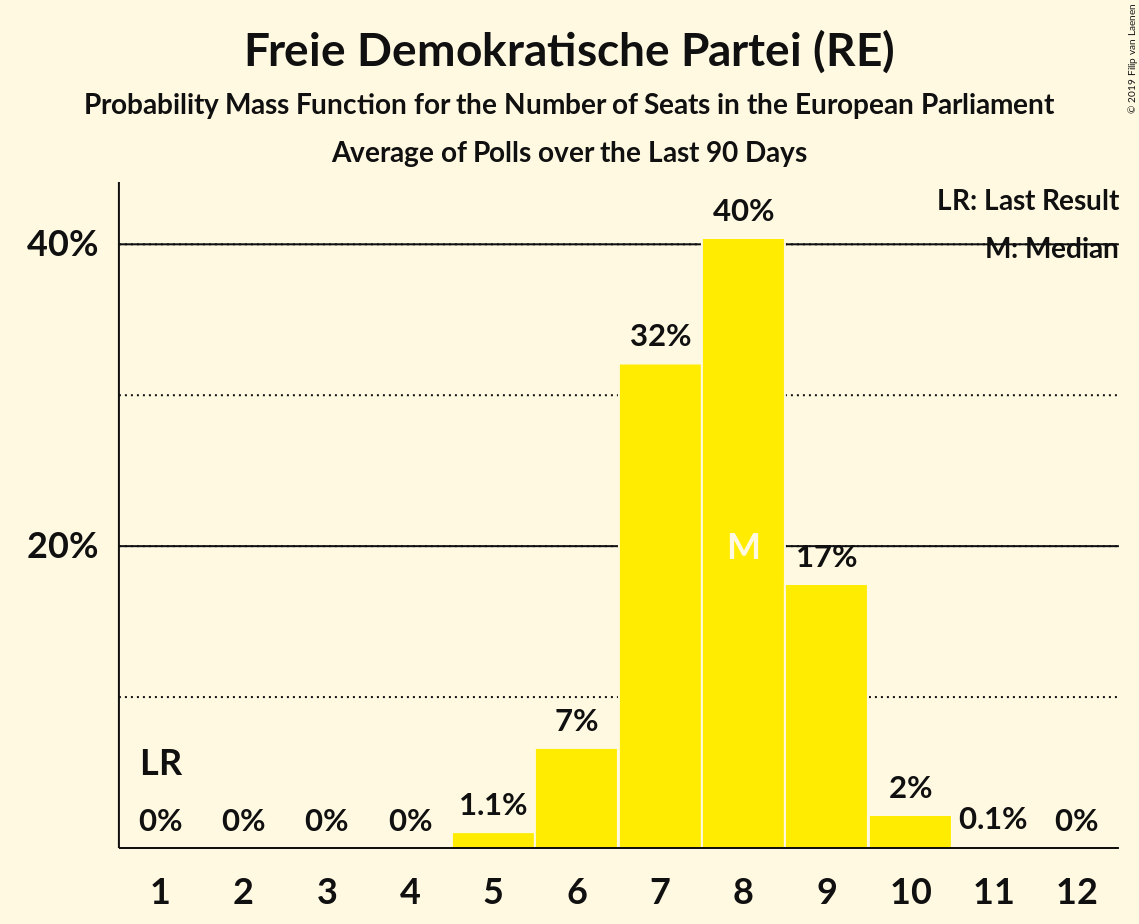 Freie Demokratische Partei (RE)
Probability Mass Function for the Number of Seats in the European Parliament
Average of Polls over the Last 90 Days
© 2019 Filip van Laenen
LR: Last Result
M: Median
40%
20%
LR
0%
0%
0%
0%
1.1%
7%
32%
40%
M
17%
2%
0.1%
0%
1 2 3 4 5 6 7 8 9 10 11 12